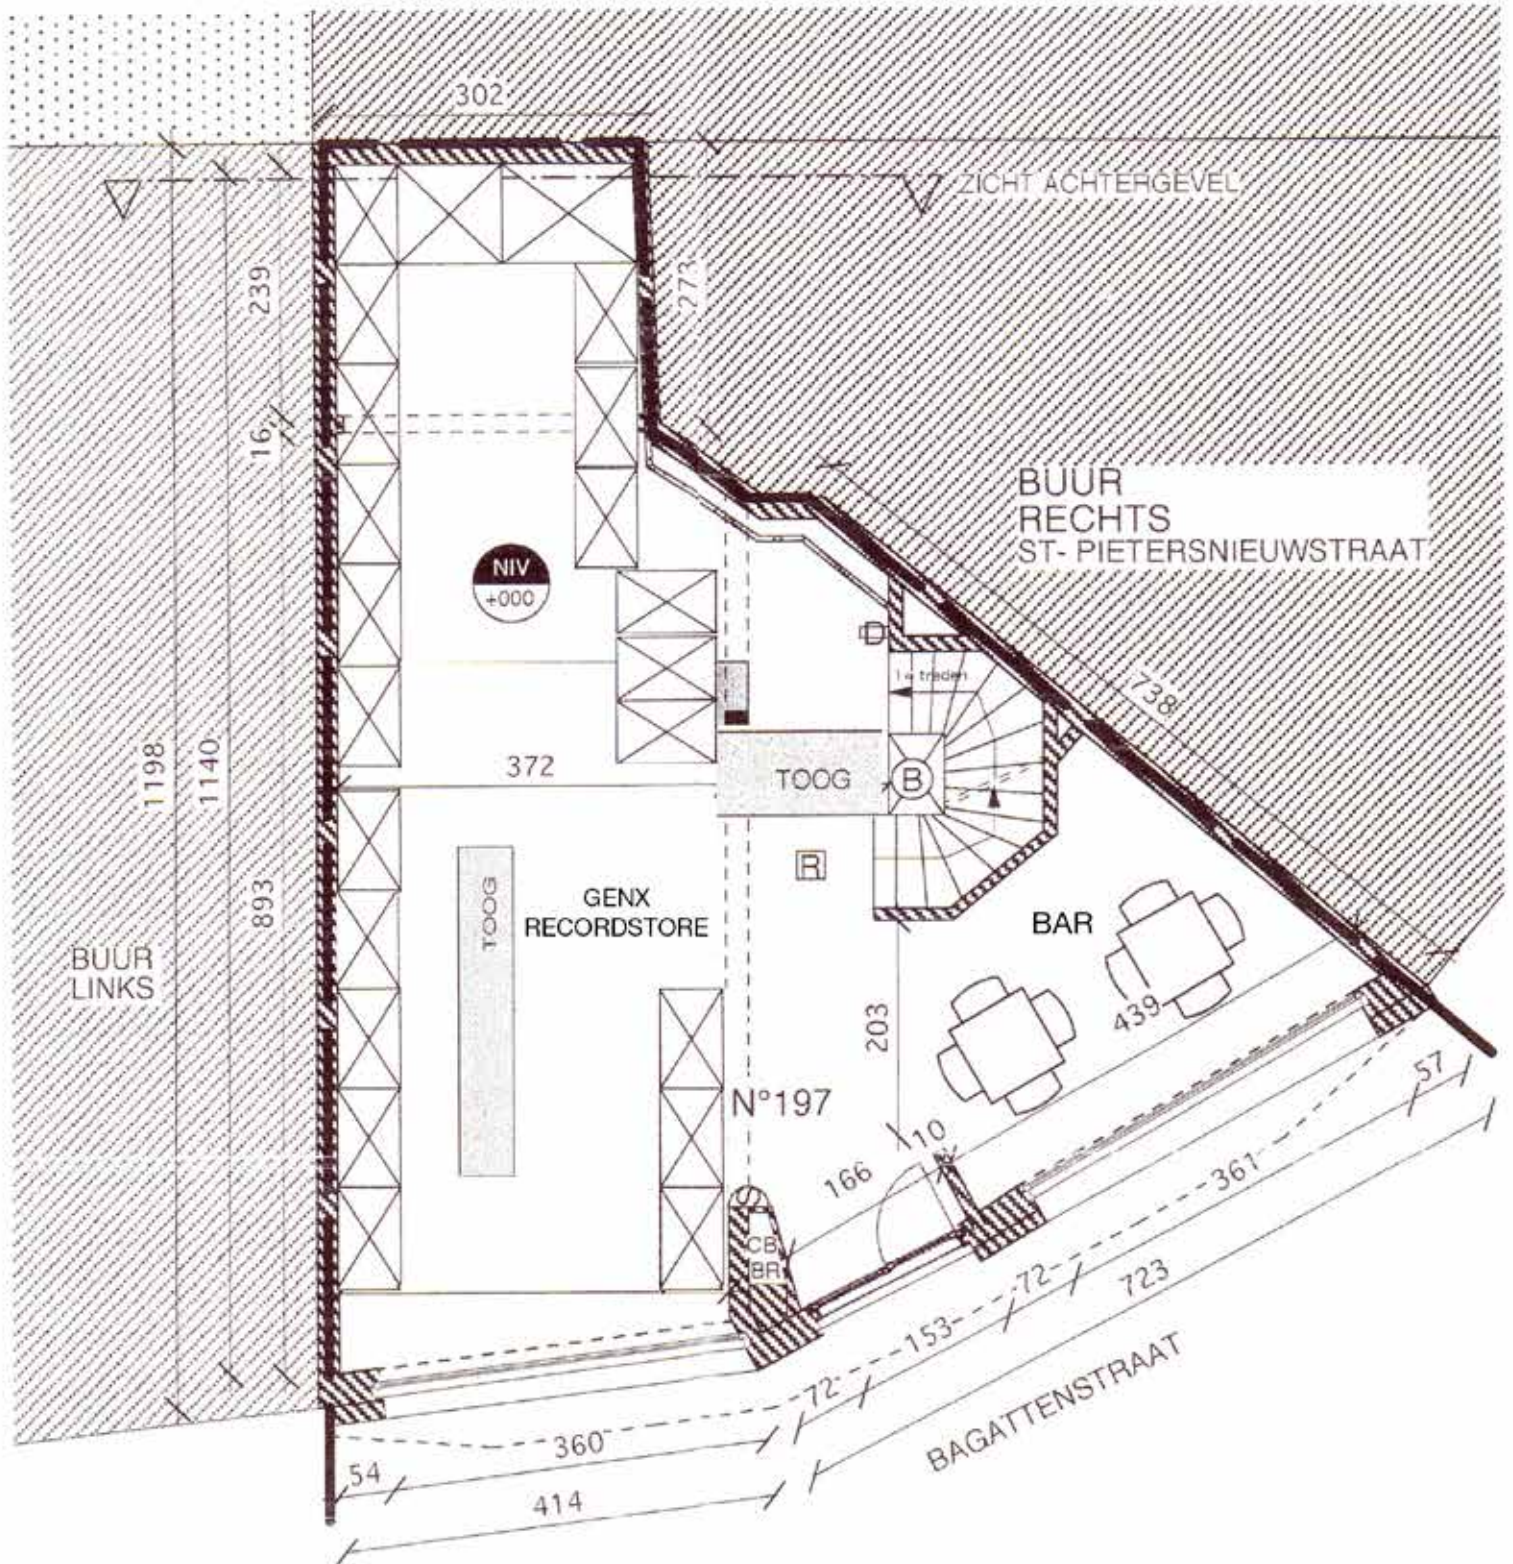 302
ZICHT ACHTERGEVEL
239
273
16
BUUR
RECHTS
ST- PIETERSNIEUWSTRAAT
NIV
+000
treden
738
1198
1140
372
TOOG
B
893
TOOG
R
GENX
RECORDSTORE
BAR
BUUR
LINKS
203
439
N°197
57
10
166
361
CB
BR
72
723
153
72
BAGATTENSTRAAT
360
54
414